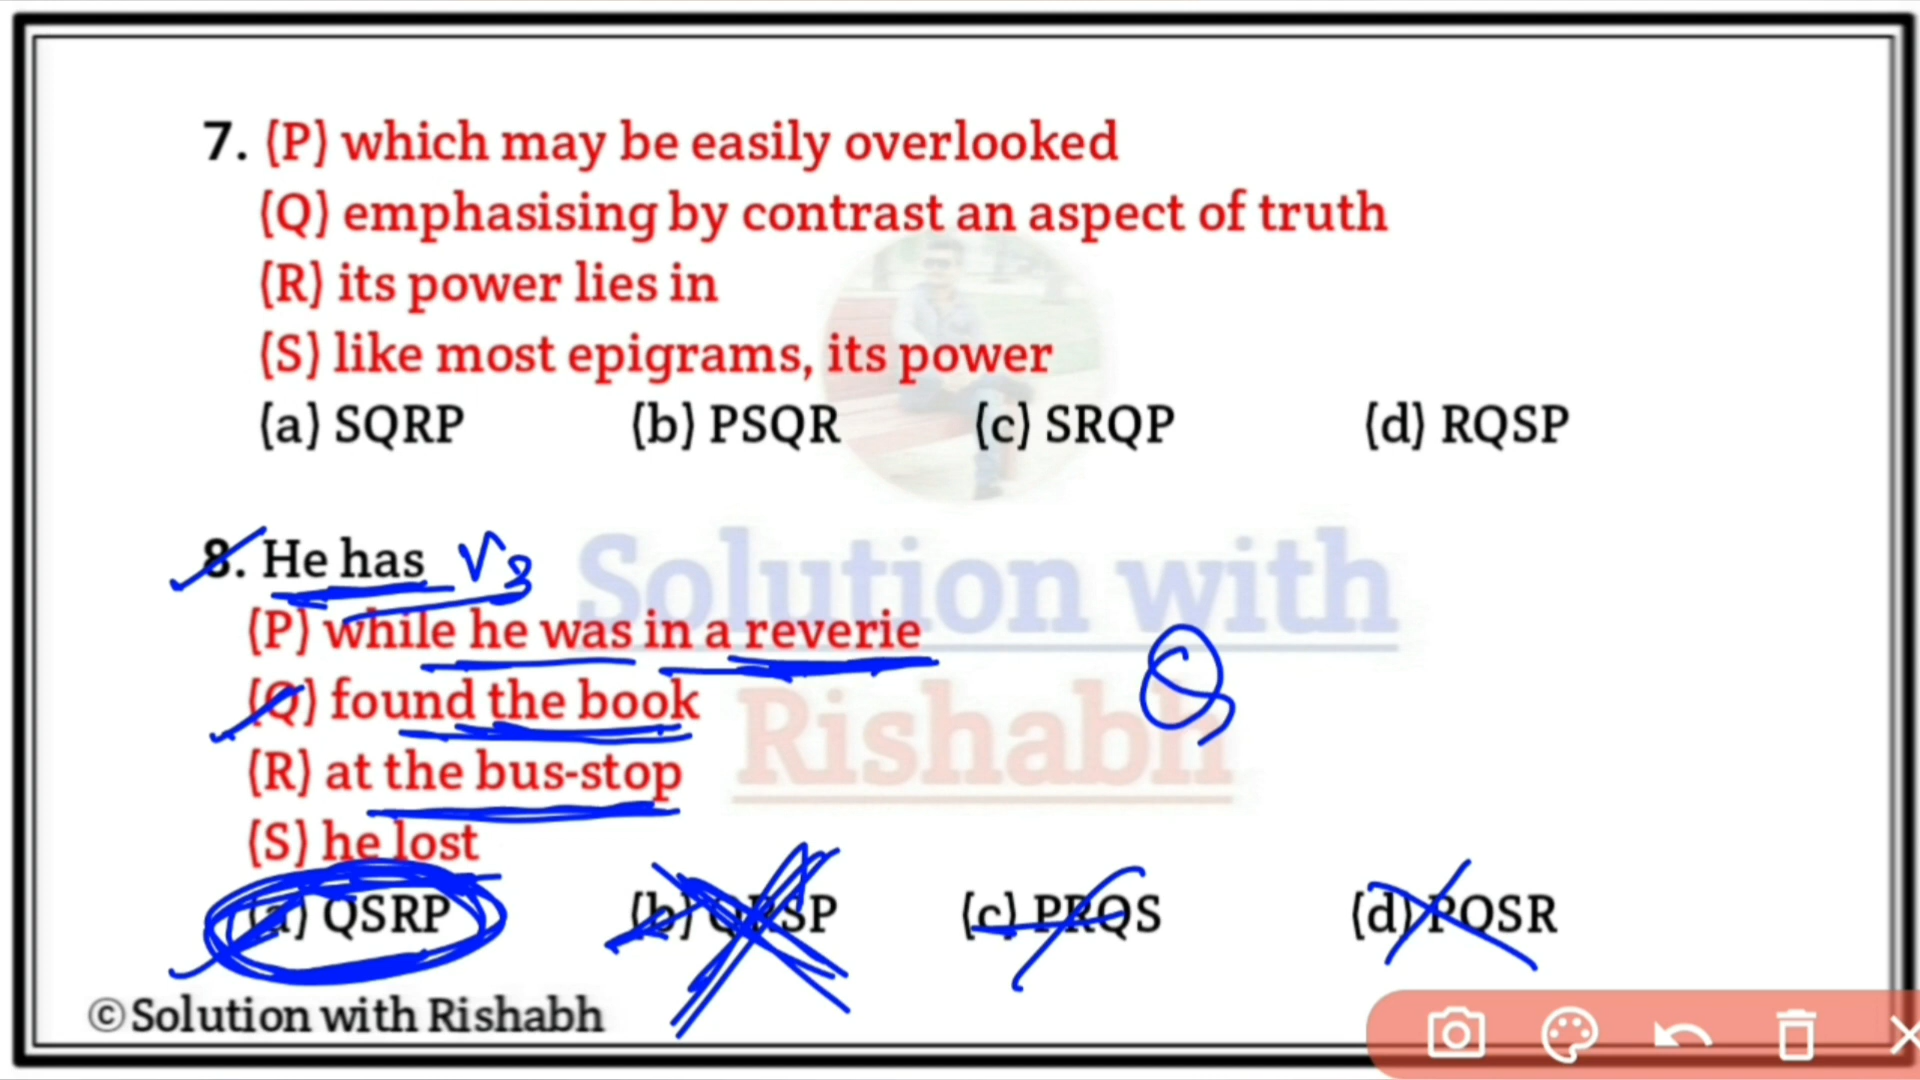 7. (P) which may be easily overlooked
(Q) emphasising by contrast an aspect of truth
(R) its power lies in
(S) like most epigrams, its power
(a) SQRP (b) PSQR (c) SRQP (d) RQSP
8. He has V3
(P) while he was in a reverie
(Q) found the book
(R) at the bus-stop
(S) he lost
(a) QSRP (b) QRSP (c) PRQS (d) PQSR
Solution with
Rishabh
Q
©Solution with Rishabh